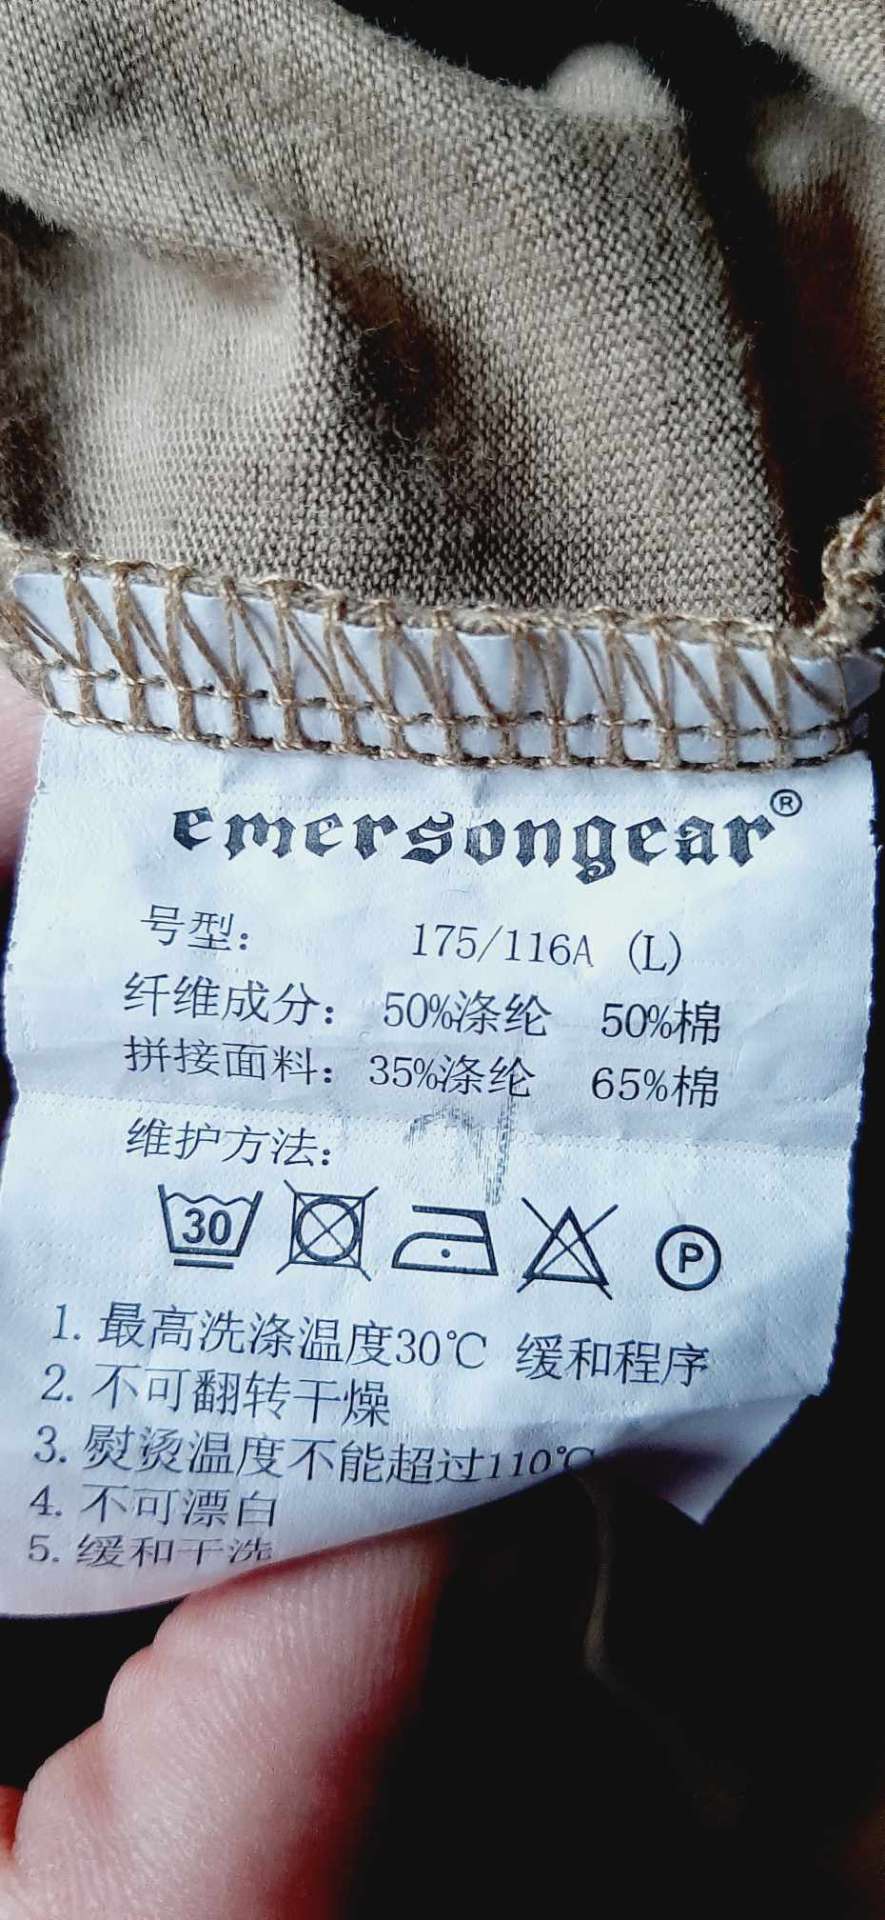 emersongear®
号型: 175/116A (L)
纤维成分: 50%涤纶 50%棉
拼接面料: 35%涤纶 65%棉
维护方法:
30 P
1. 最高洗涤温度30℃ 缓和程序
2. 不可翻转干燥
3. 熨烫温度不能超过110℃
4. 不可漂白
5. 缓和干洗